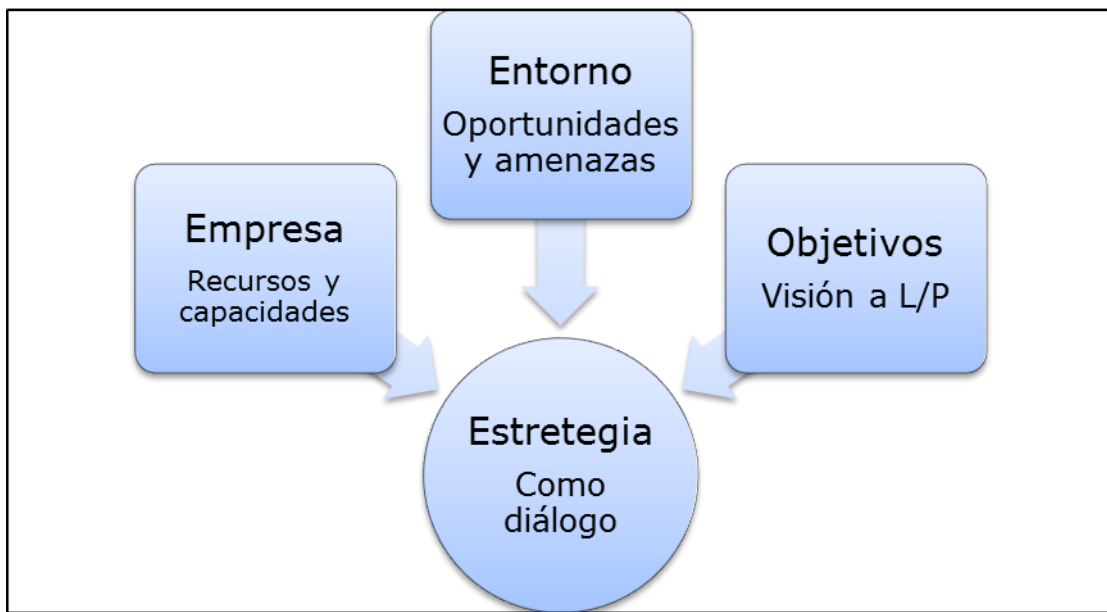 Entorno
Oportunidades
y amenazas
Empresa
Recursos y
capacidades
Objetivos
Visión a L/P
Estretegia
Como
diálogo